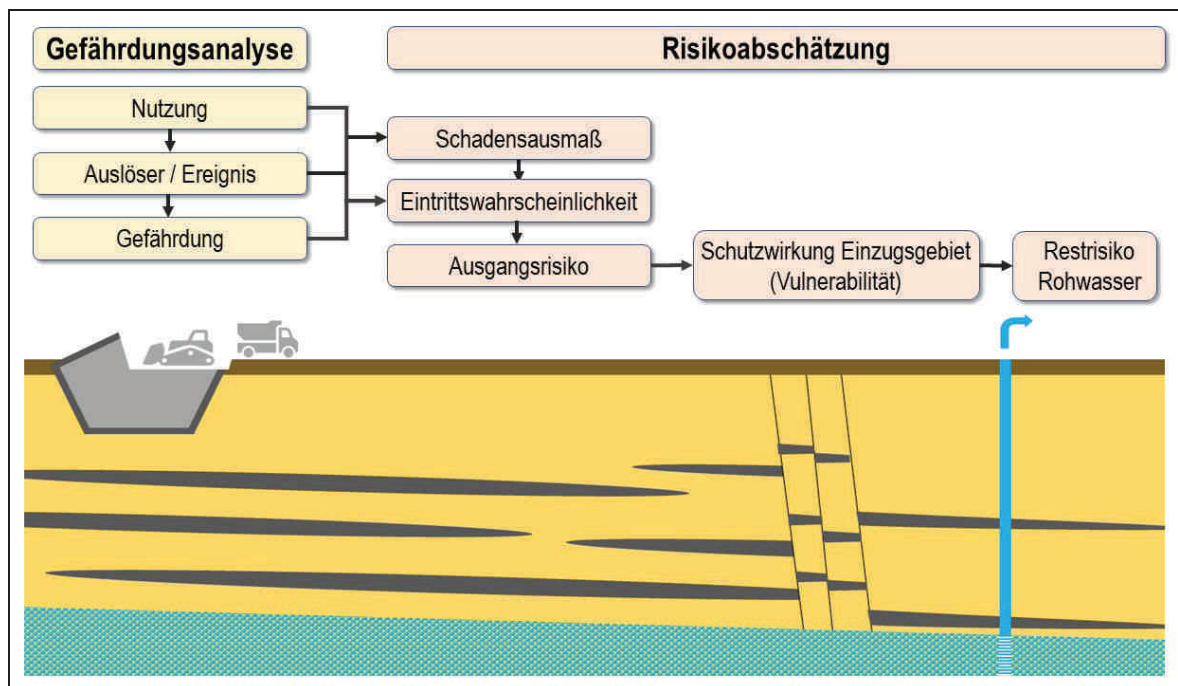 Gefährdungsanalyse
Risikoabschätzung
Nutzung
Auslöser / Ereignis
Gefährdung
Schadensausmaß
Eintrittswahrscheinlichkeit
Ausgangsrisiko
Schutzwirkung Einzugsgebiet
(Vulnerabilität)
Restrisiko
Rohwasser